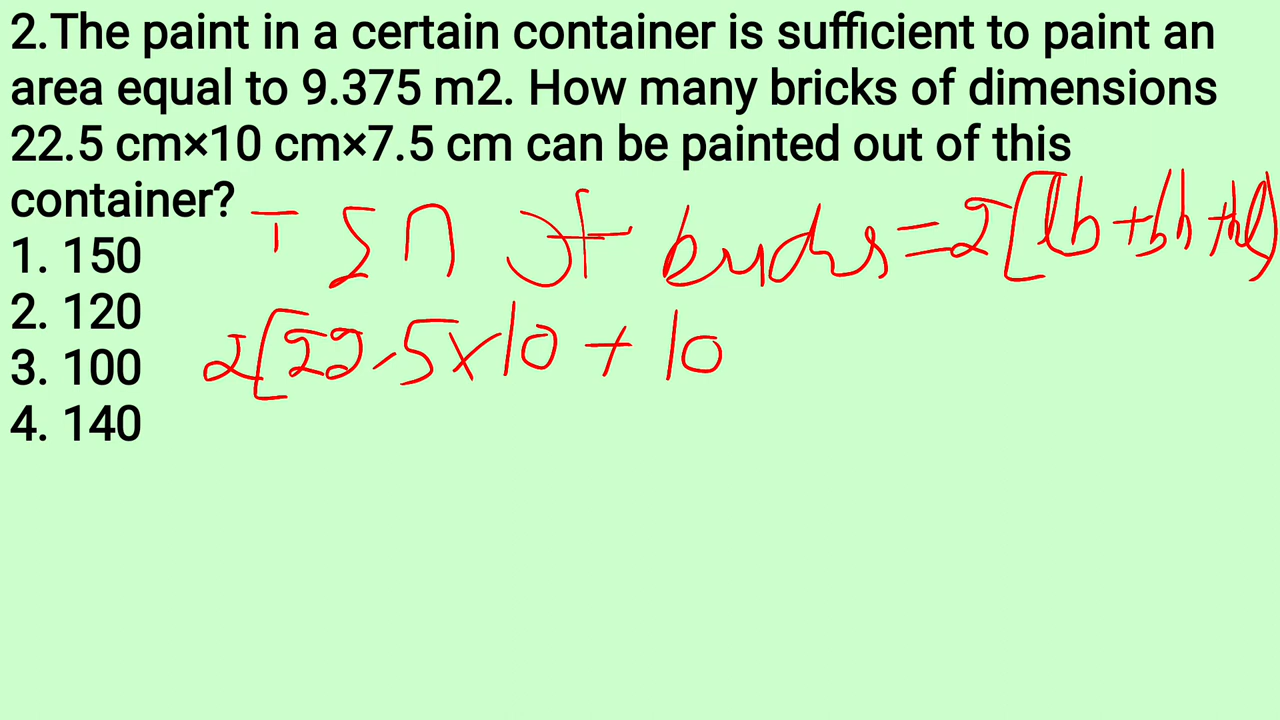 2.The paint in a certain container is sufficient to paint an
area equal to 9.375 m2. How many bricks of dimensions
22.5 cm×10 cm×7.5 cm can be painted out of this
container?
T S A of bricks = 2[lb + bh + hl]
1. 150
2. 120
2[22.5 x 10 + 10
3. 100
4. 140